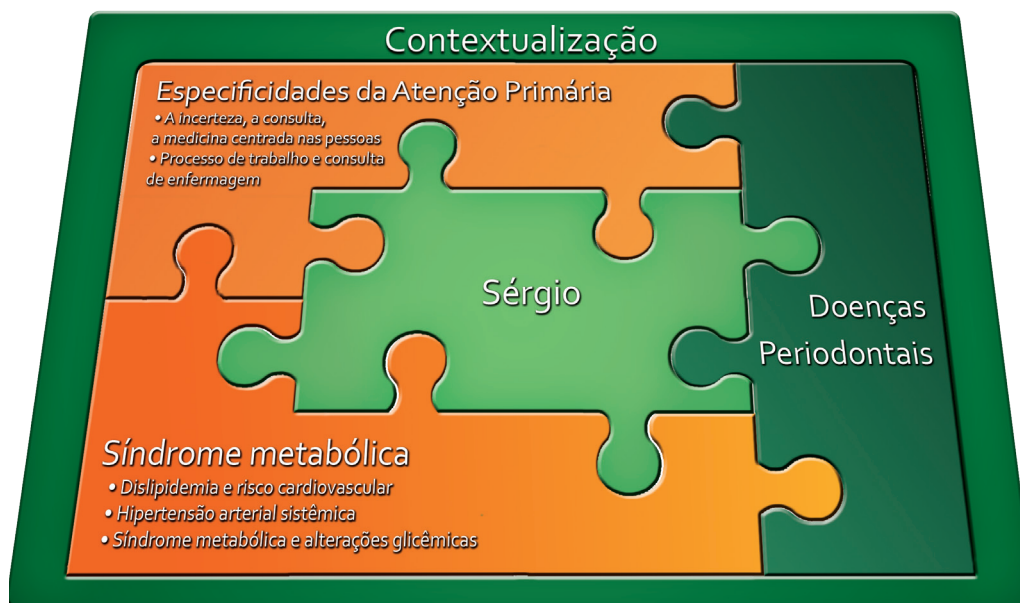 Contextualização
Especificidades da Atenção Primária
• A incerteza, a consulta,
a medicina centrada nas pessoas
• Processo de trabalho e consulta
de enfermagem
Sérgio
Doenças
Periodontais
Síndrome metabólica
• Dislipidemia e risco cardiovascular
• Hipertensão arterial sistêmica
• Síndrome metabólica e alterações glicêmicas